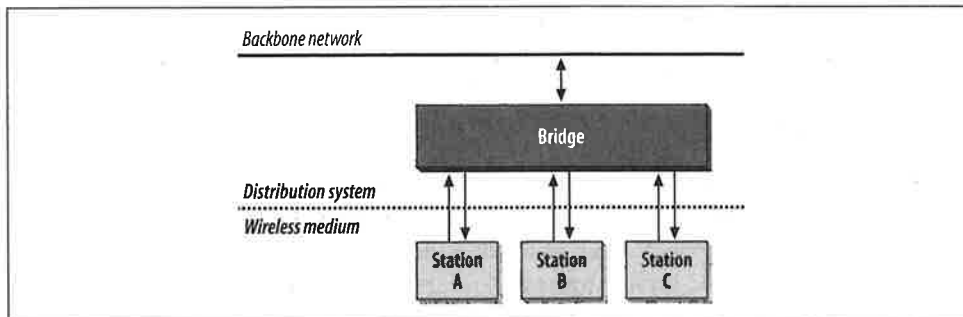 Backbone network
Bridge
Distribution system
Wireless medium
Station
A
Station
B
Station
C